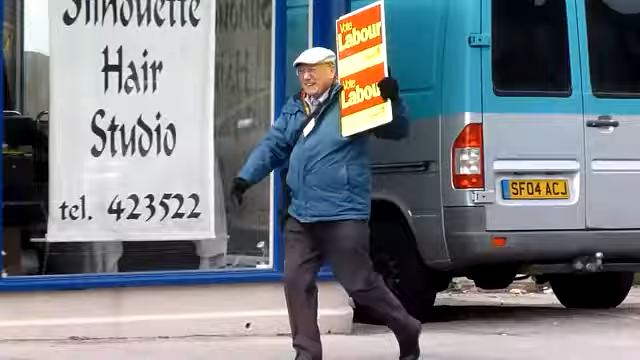 Silhouette
Hair
Studio
tel. 423522
Vote
Labour
Vote
Labour
SF04 ACJ